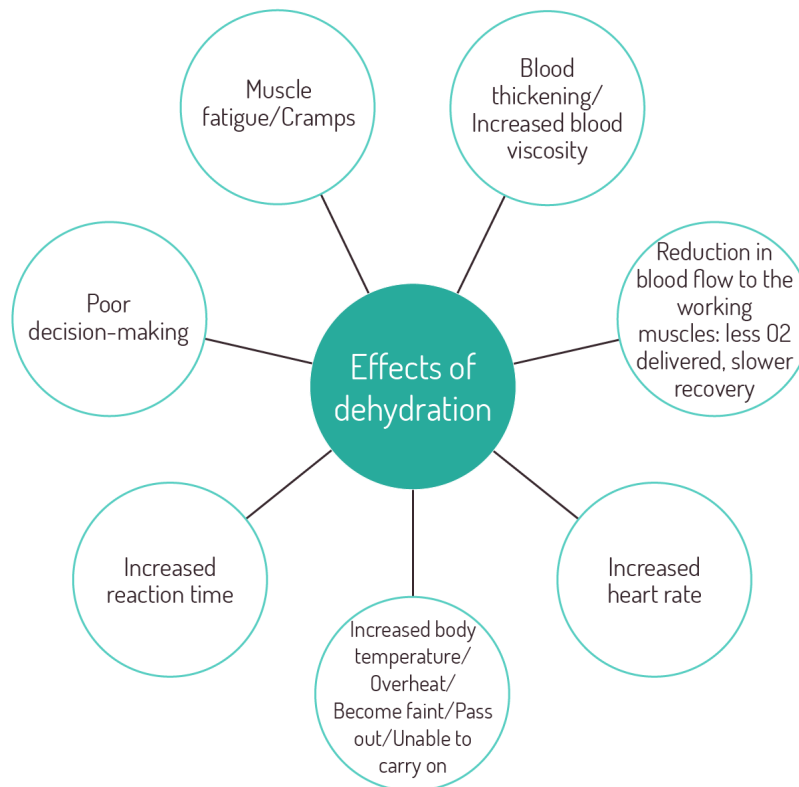 Effects of
dehydration
Muscle
fatigue/Cramps
Blood
thickening/
Increased blood
viscosity
Reduction in
blood flow to the
working
muscles: less O2
delivered, slower
recovery
Increased
heart rate
Increased body
temperature/
Overheat/
Become faint/Pass
out/Unable to
carry on
Increased
reaction time
Poor
decision-making